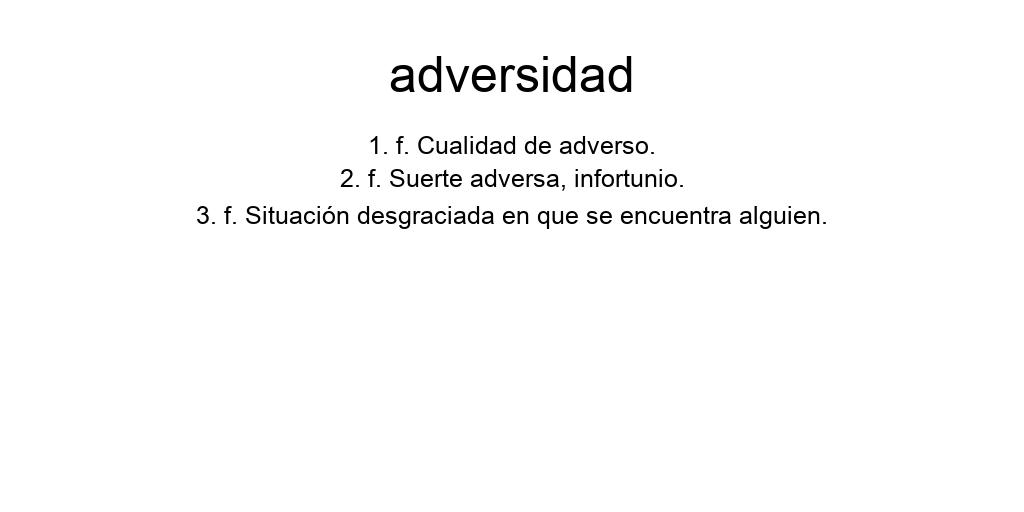 adversidad
1. f. Cualidad de adverso.
2. f. Suerte adversa, infortunio.
3. f. Situación desgraciada en que se encuentra alguien.